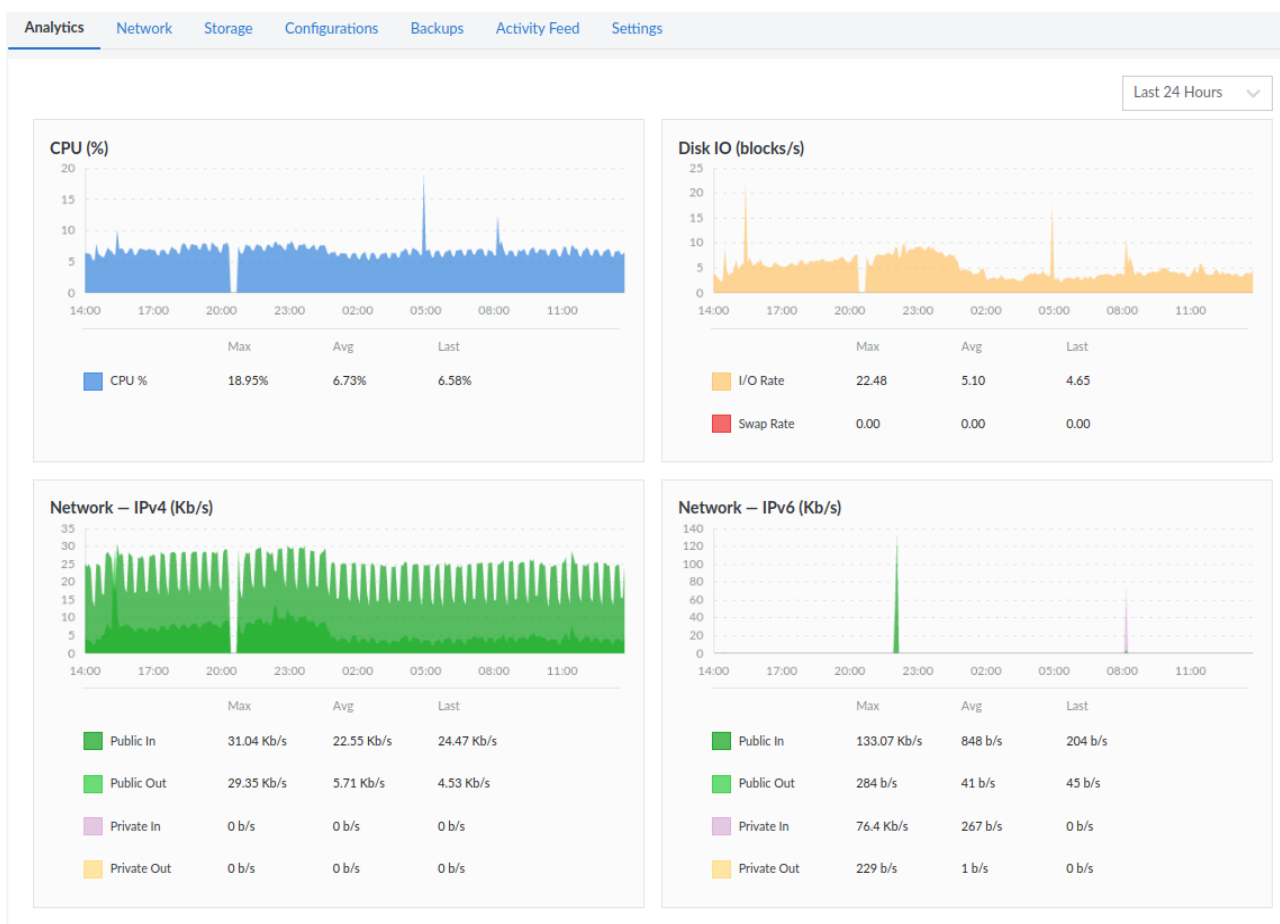 Analytics Network Storage Configurations Backups Activity Feed Settings
Last 24 Hours
CPU (%)
20
15
10
5
0
14:00 17:00 20:00 23:00 02:00 05:00 08:00 11:00
Max Avg Last
CPU % 18.95% 6.73% 6.58%
Disk IO (blocks/s)
25
20
15
10
5
0
14:00 17:00 20:00 23:00 02:00 05:00 08:00 11:00
Max Avg Last
I/O Rate 22.48 5.10 4.65
Swap Rate 0.00 0.00 0.00
Network — IPv4 (Kb/s)
35
30
25
20
15
10
5
0
14:00 17:00 20:00 23:00 02:00 05:00 08:00 11:00
Max Avg Last
Public In 31.04 Kb/s 22.55 Kb/s 24.47 Kb/s
Public Out 29.35 Kb/s 5.71 Kb/s 4.53 Kb/s
Private In 0 b/s 0 b/s 0 b/s
Private Out 0 b/s 0 b/s 0 b/s
Network — IPv6 (Kb/s)
140
120
100
80
60
40
20
0
14:00 17:00 20:00 23:00 02:00 05:00 08:00 11:00
Max Avg Last
Public In 133.07 Kb/s 848 b/s 204 b/s
Public Out 284 b/s 41 b/s 45 b/s
Private In 76.4 Kb/s 267 b/s 0 b/s
Private Out 229 b/s 1 b/s 0 b/s